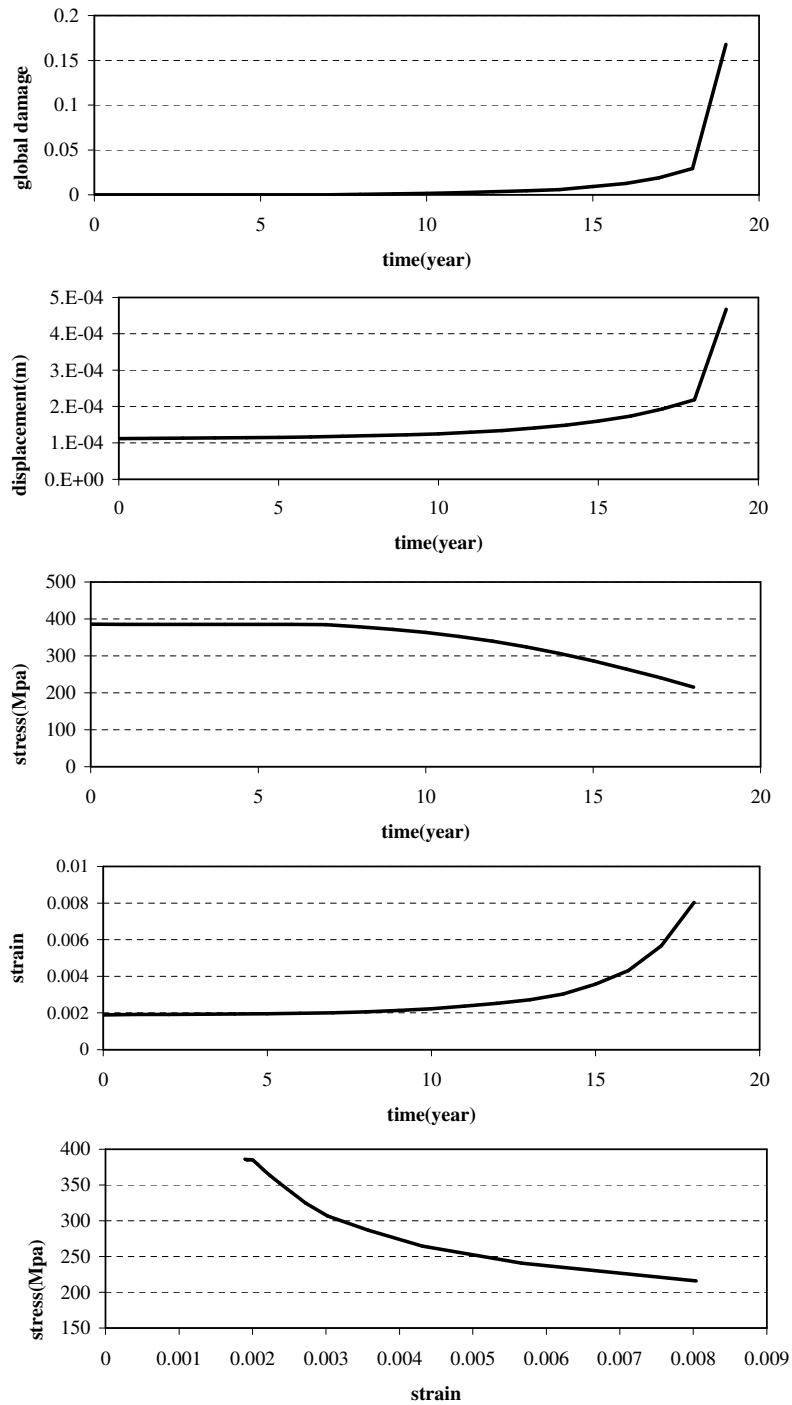 0.2
0.15
0.1
0.05
0
global damage
0 5 10 15 20
time(year)
5.E-04
4.E-04
3.E-04
2.E-04
1.E-04
0.E+00
displacement(m)
0 5 10 15 20
time(year)
500
400
300
200
100
0
stress(Mpa)
0 5 10 15 20
time(year)
0.01
0.008
0.006
0.004
0.002
0
strain
0 5 10 15 20
time(year)
400
350
300
250
200
150
stress(Mpa)
0 0.001 0.002 0.003 0.004 0.005 0.006 0.007 0.008 0.009
strain